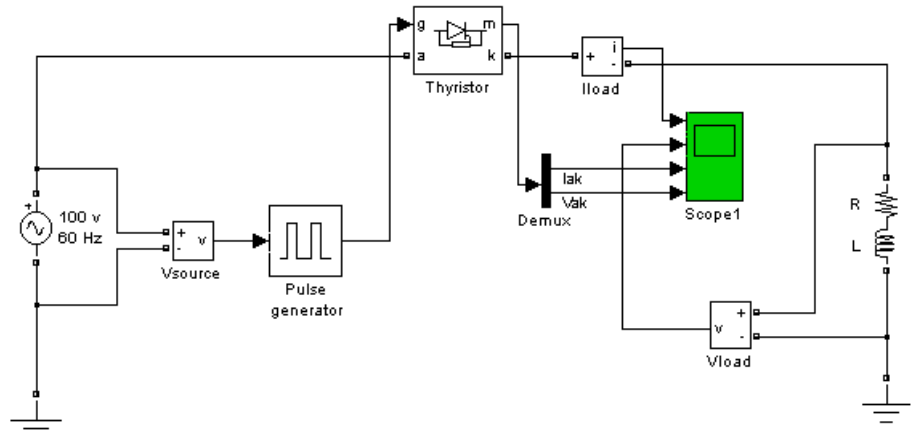 g
m
a
k
Thyristor
+
i
-
Iload
Iak
Vak
Demux
Scope1
+
100 v
60 Hz
+
-
v
Vsource
Pulse
generator
R
L
+
-
v
Vload